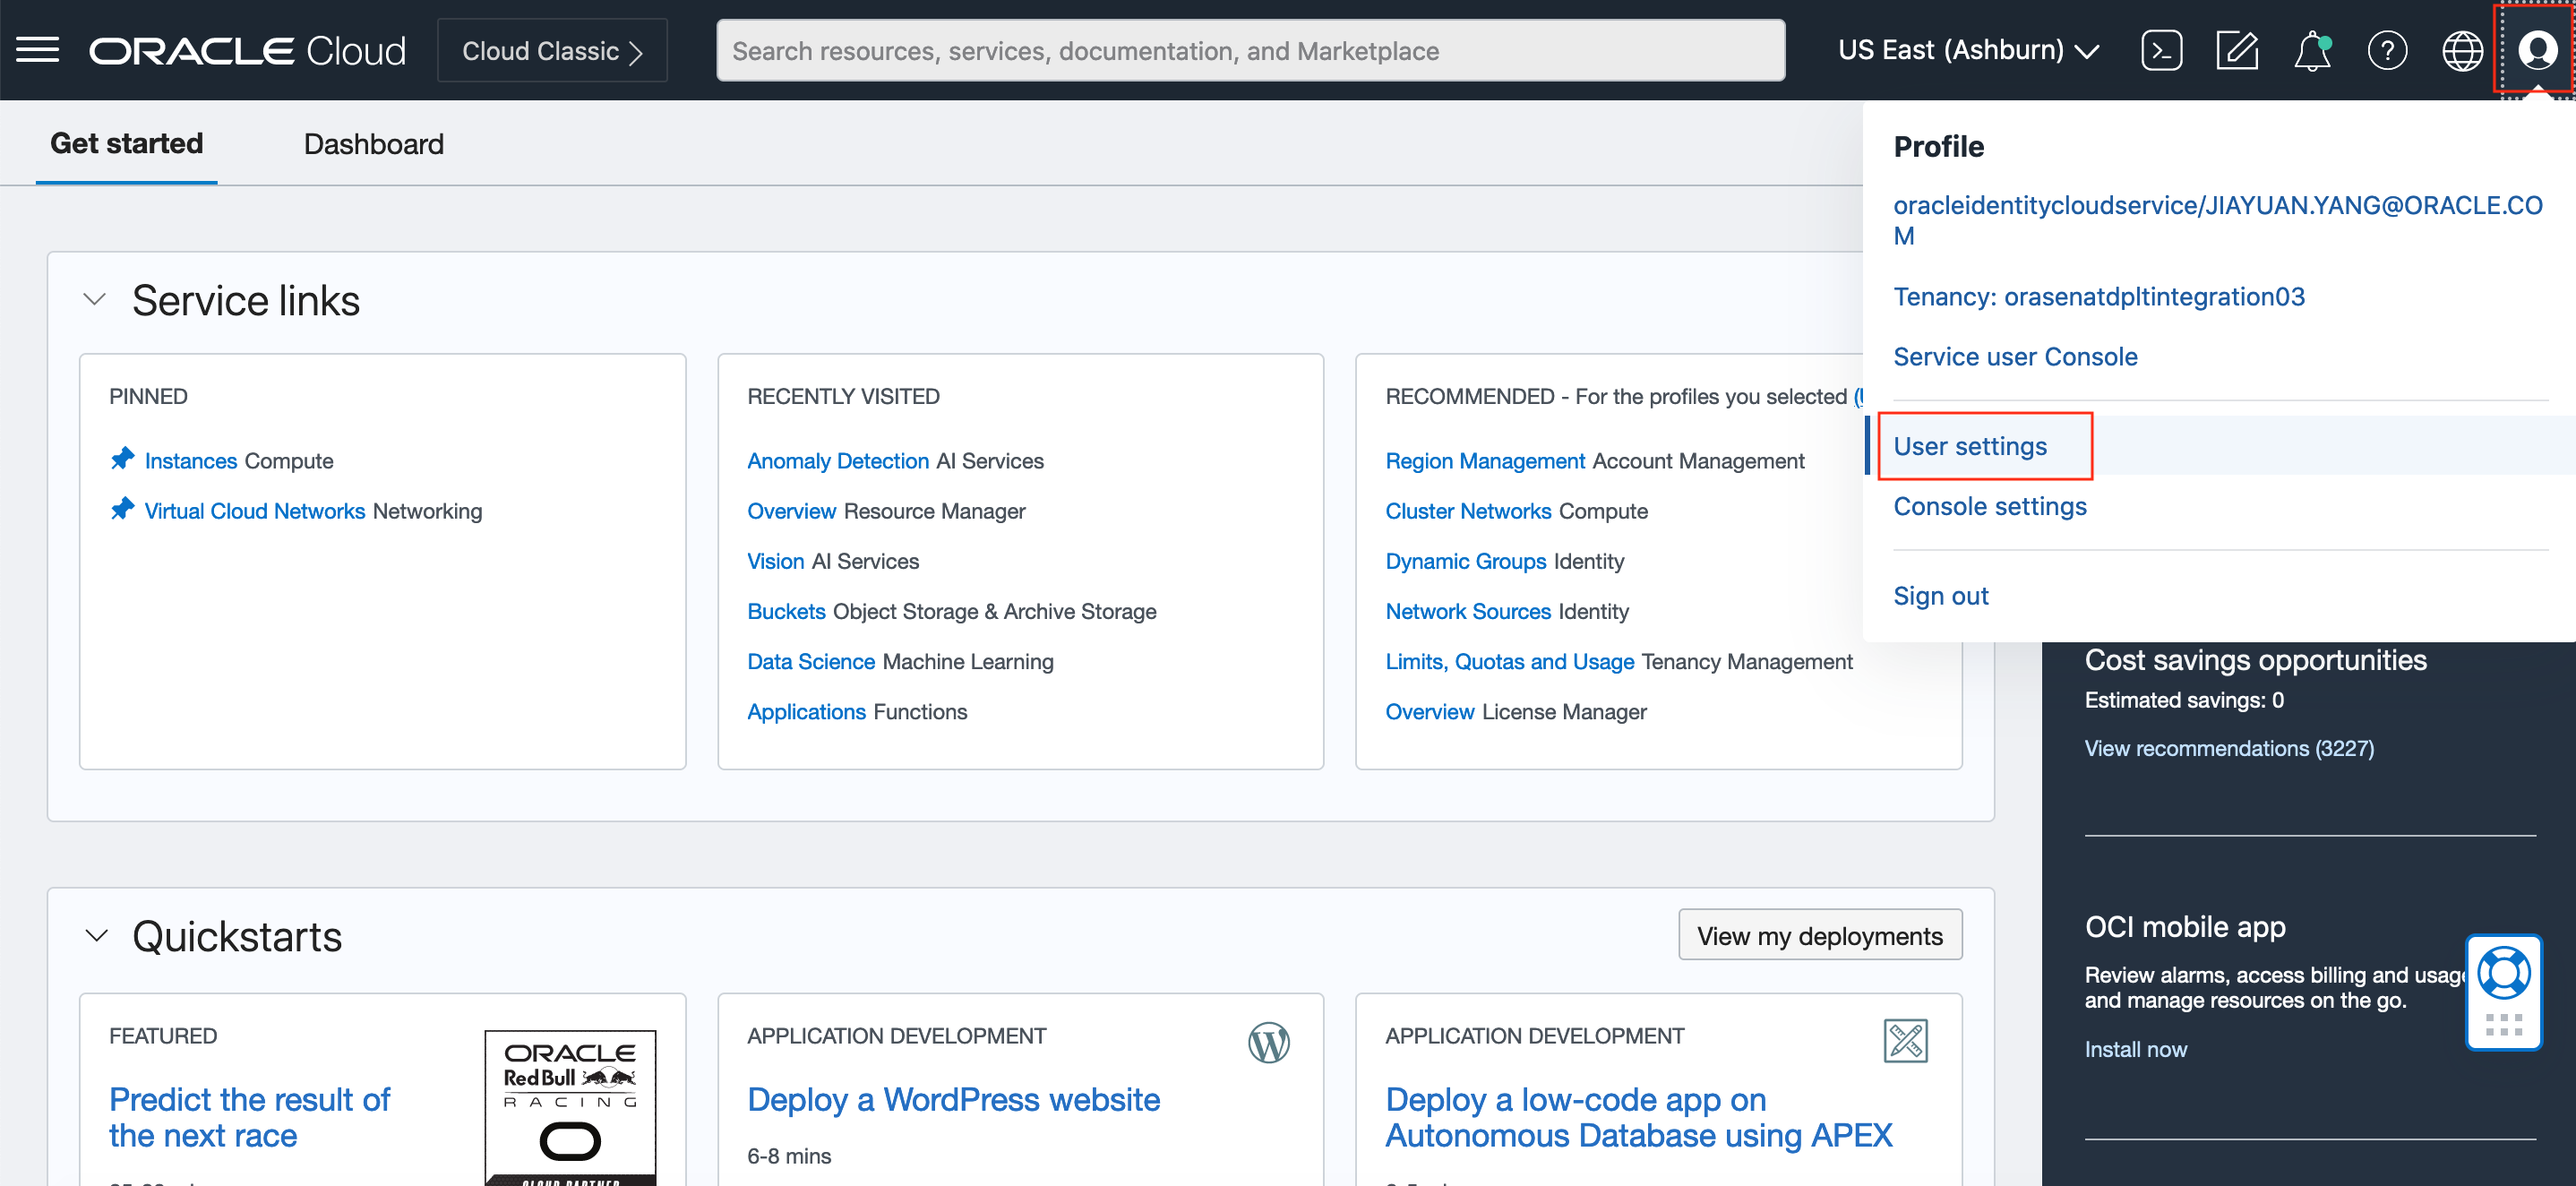 ORACLE Cloud
Cloud Classic
Search resources, services, documentation, and Marketplace
US East (Ashburn)
Get started
Dashboard
Profile
oracleidentitycloudservice/JIAYUAN.YANG@ORACLE.CO
M
Tenancy: orasenatdpltintegration03
Service user Console
User settings
Console settings
Sign out
Service links
PINNED
Instances Compute
Virtual Cloud Networks Networking
RECENTLY VISITED
Anomaly Detection AI Services
Overview Resource Manager
Vision AI Services
Buckets Object Storage & Archive Storage
Data Science Machine Learning
Applications Functions
RECOMMENDED - For the profiles you selected
Region Management Account Management
Cluster Networks Compute
Dynamic Groups Identity
Network Sources Identity
Limits, Quotas and Usage Tenancy Management
Overview License Manager
Cost savings opportunities
Estimated savings: 0
View recommendations (3227)
OCI mobile app
Review alarms, access billing and usage
and manage resources on the go.
Install now
Quickstarts
View my deployments
FEATURED
Predict the result of
the next race
ORACLE
Red Bull
RACING
APPLICATION DEVELOPMENT
Deploy a WordPress website
6-8 mins
APPLICATION DEVELOPMENT
Deploy a low-code app on
Autonomous Database using APEX